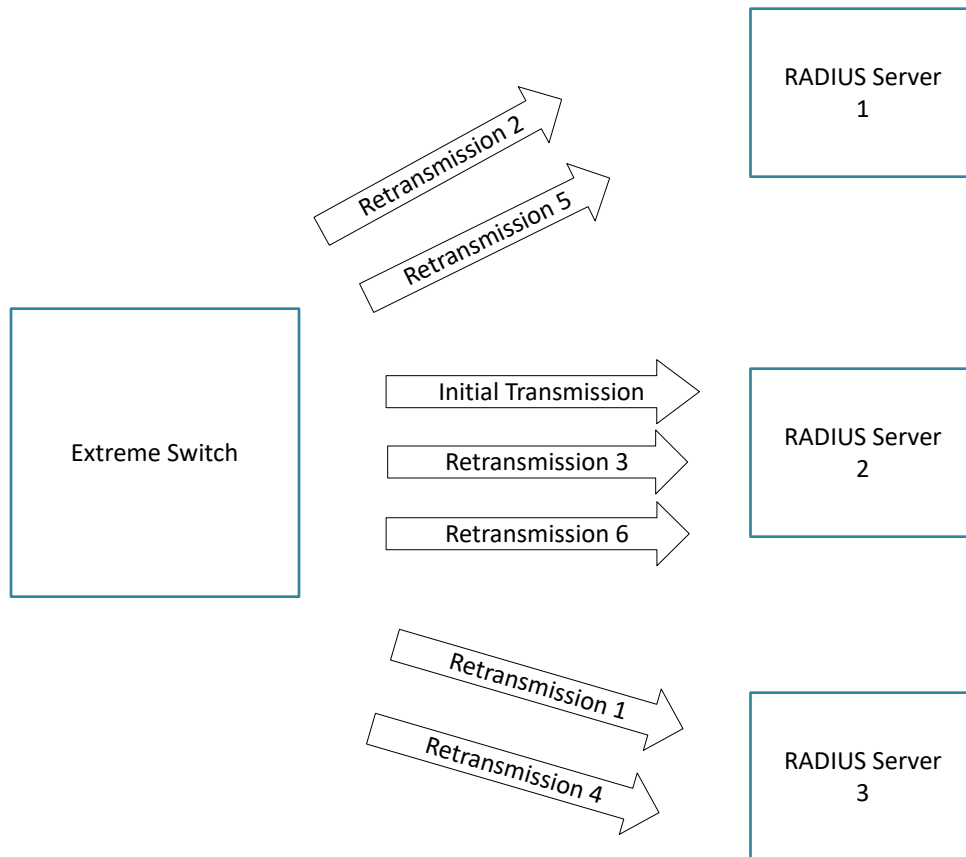 RADIUS Server
1
Retransmission 2
Retransmission 5
Extreme Switch
Initial Transmission
Retransmission 3
Retransmission 6
RADIUS Server
2
Retransmission 1
Retransmission 4
RADIUS Server
3